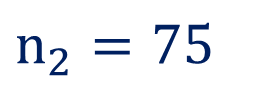 n₂ = 75